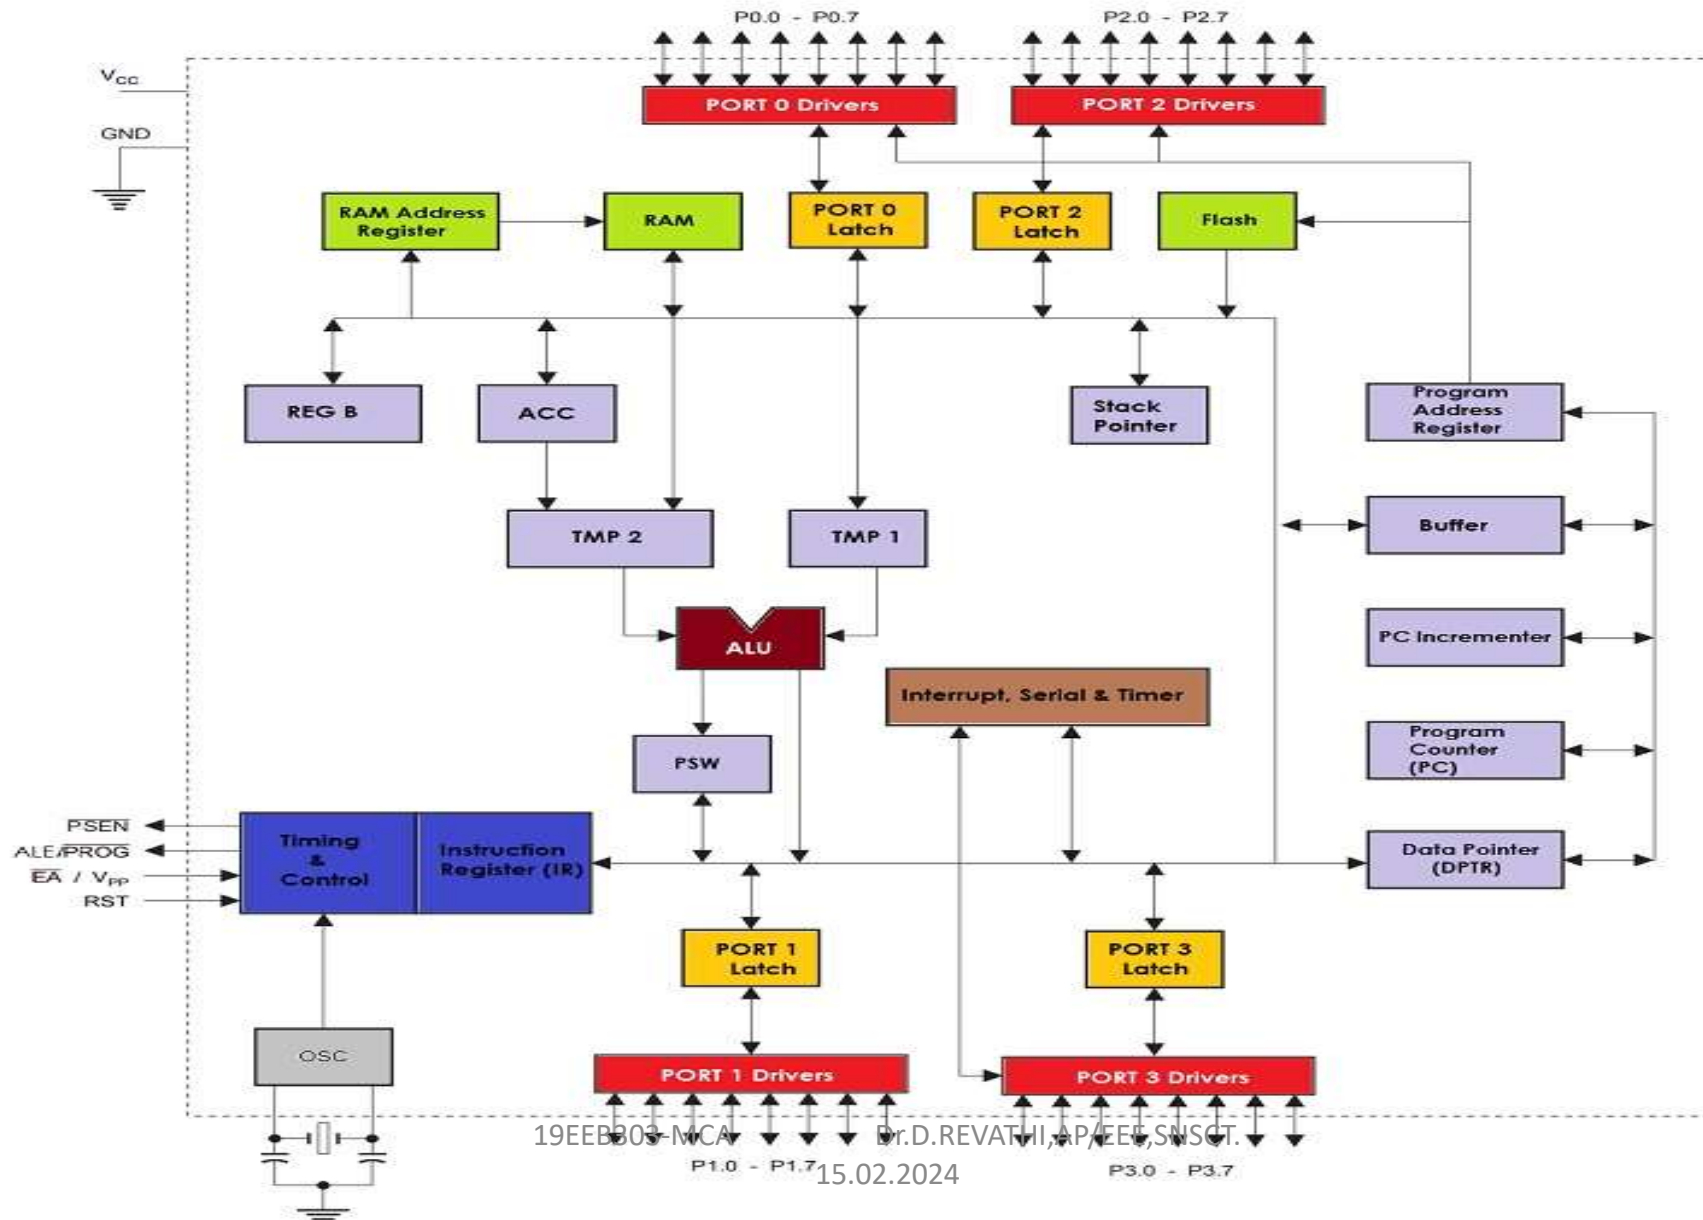 P0.0 - P0.7
P2.0 - P2.7
VCC
PORT 0 Drivers
PORT 2 Drivers
GND
RAM Address
Register
RAM
PORT 0
Latch
PORT 2
Latch
Flash
REG B
ACC
Stack
Pointer
Program
Address
Register
TMP 2
TMP 1
Buffer
ALU
PC Incrementer
Interrupt, Serial & Timer
PSW
Program
Counter
(PC)
PSEN
ALE/PROG
EA / VPP
RST
Timing
&
Control
Instruction
Register (IR)
Data Pointer
(DPTR)
PORT 1
Latch
PORT 3
Latch
OSC
PORT 1 Drivers
PORT 3 Drivers
19EEB303-MCA
Dr.D.REVATHI,AP/EEE,SNSCT.
P1.0 - P1.7
15.02.2024
P3.0 - P3.7